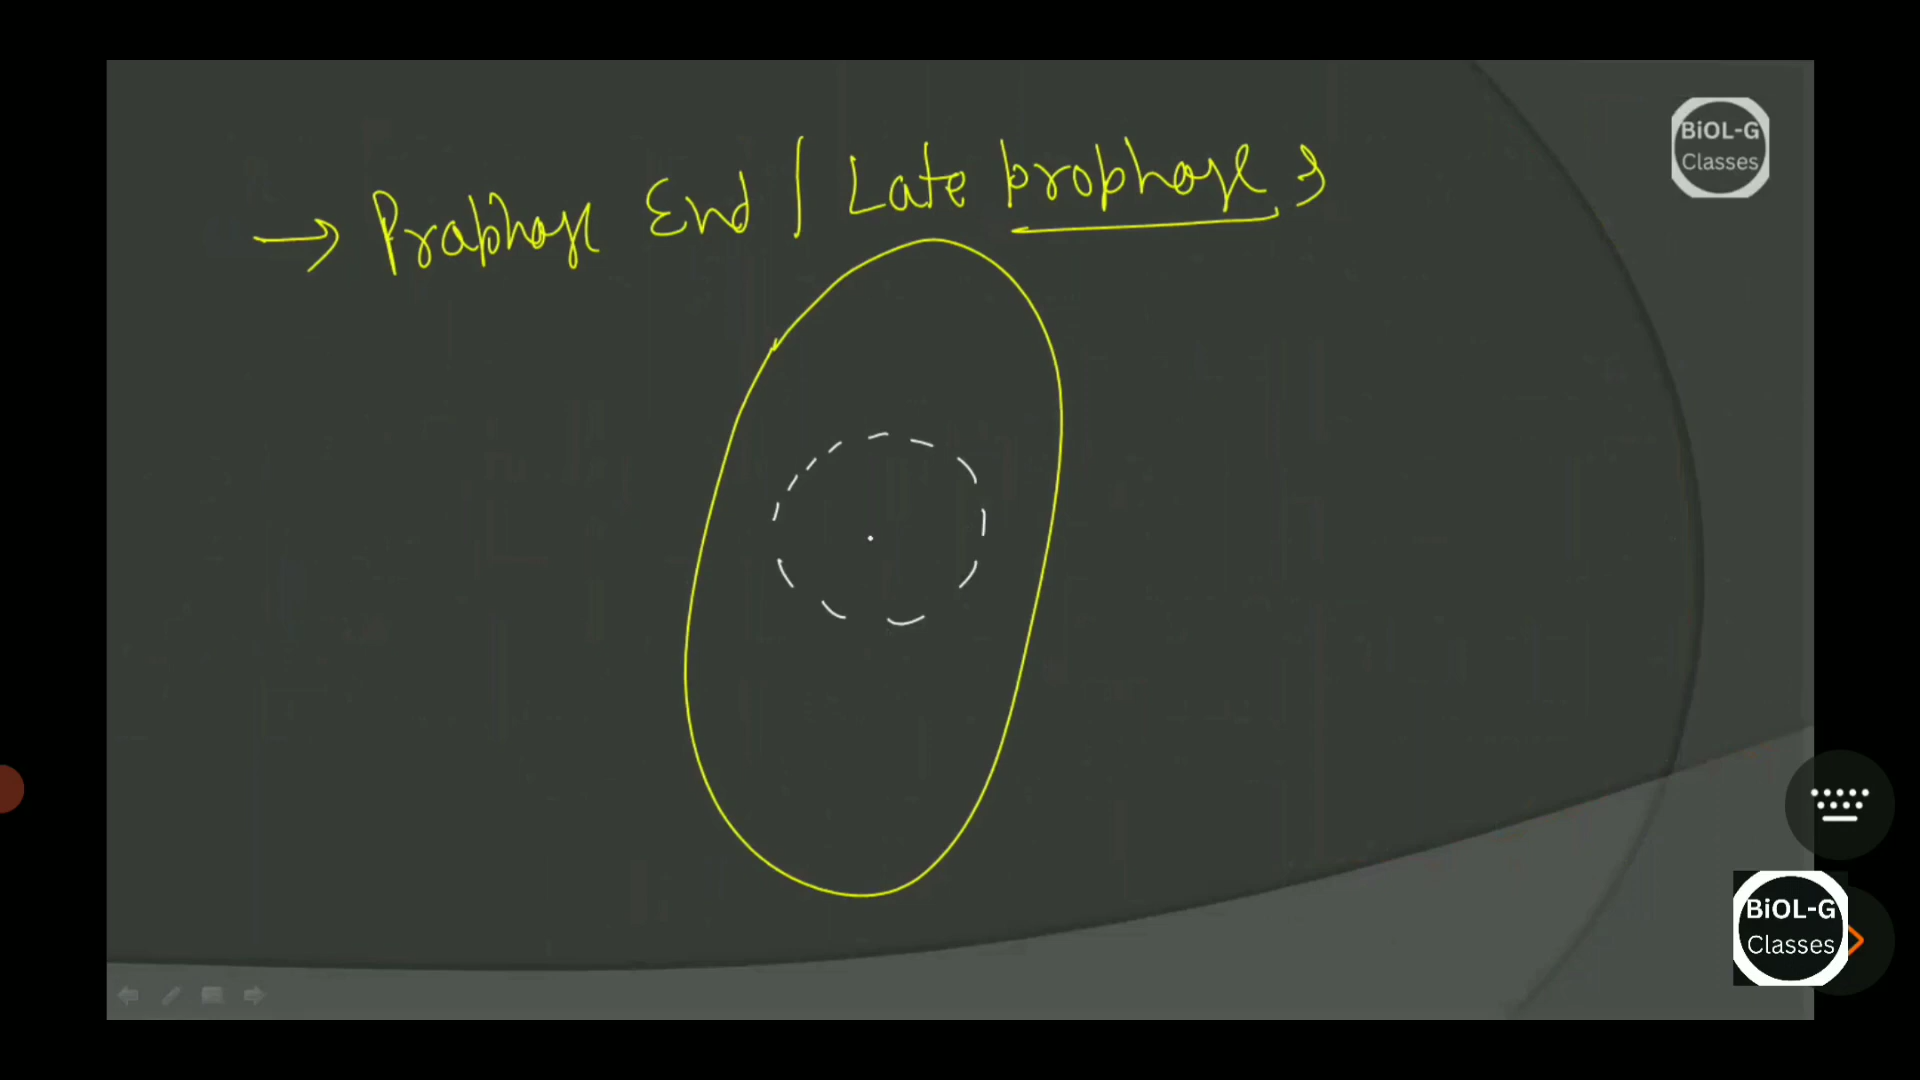 → Prophase End / Late prophase :
BiOL-G
Classes
BiOL-G
Classes